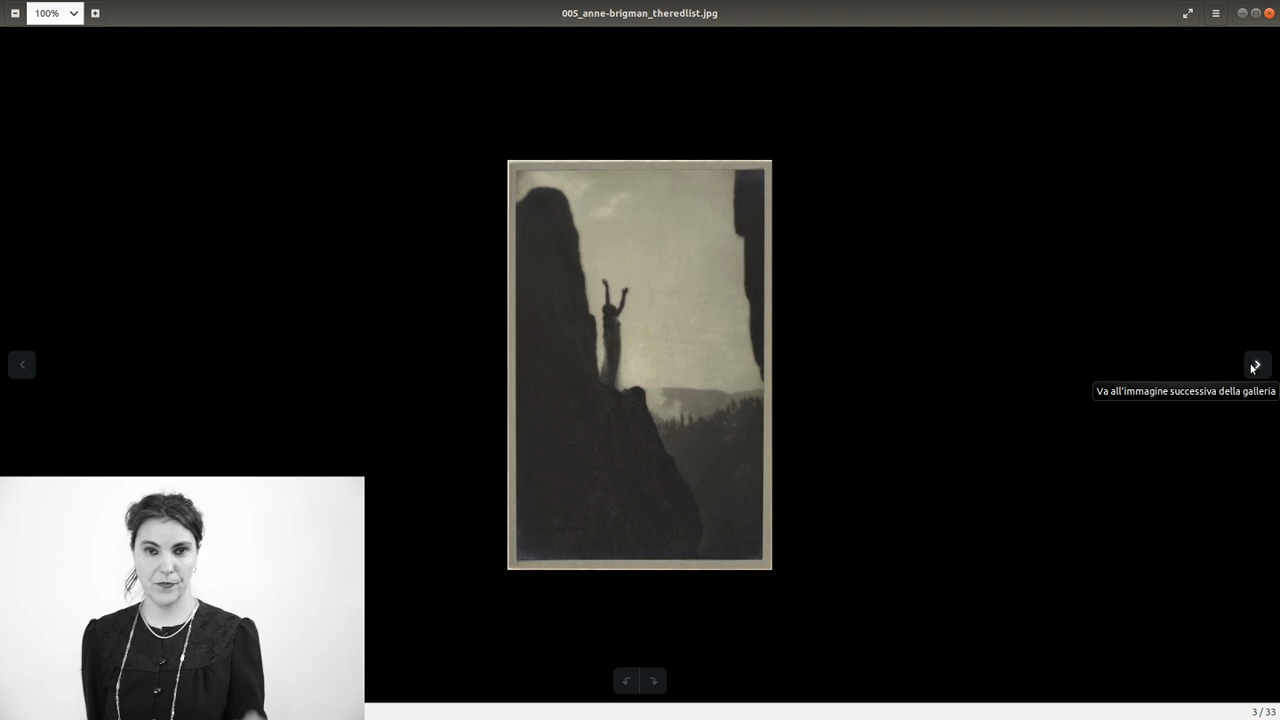 100%
005_anne-brigman_theredlist.jpg
Va all'immagine successiva della galleria
3 / 33